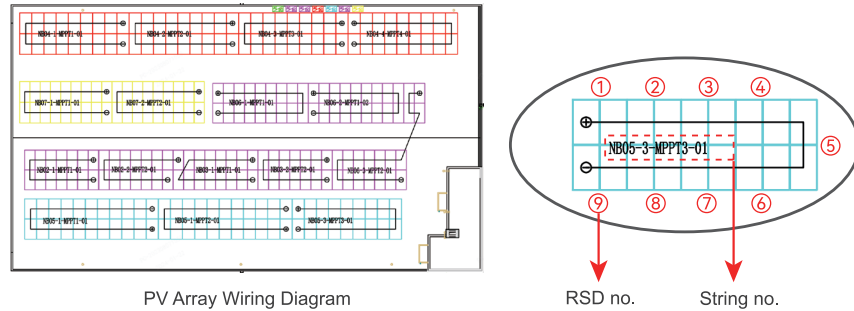 NB04-1-MPPT1-01 NB04-2-MPPT2-01 NB04-3-MPPT3-01 NB04-4-MPPT4-01
NB07-1-MPPT1-01 NB07-2-MPPT2-01 NB06-1-MPPT1-01 NB06-2-MPPT1-02
NB02-1-MPPT1-01 NB02-2-MPPT2-01 NB03-1-MPPT1-01 NB03-2-MPPT2-01 NB06-3-MPPT2-01
NB05-1-MPPT1-01 NB05-1-MPPT2-01 NB05-3-MPPT3-01
PV Array Wiring Diagram
① ② ③ ④
NB05-3-MPPT3-01
⑤
⑨ ⑧ ⑦ ⑥
RSD no. String no.